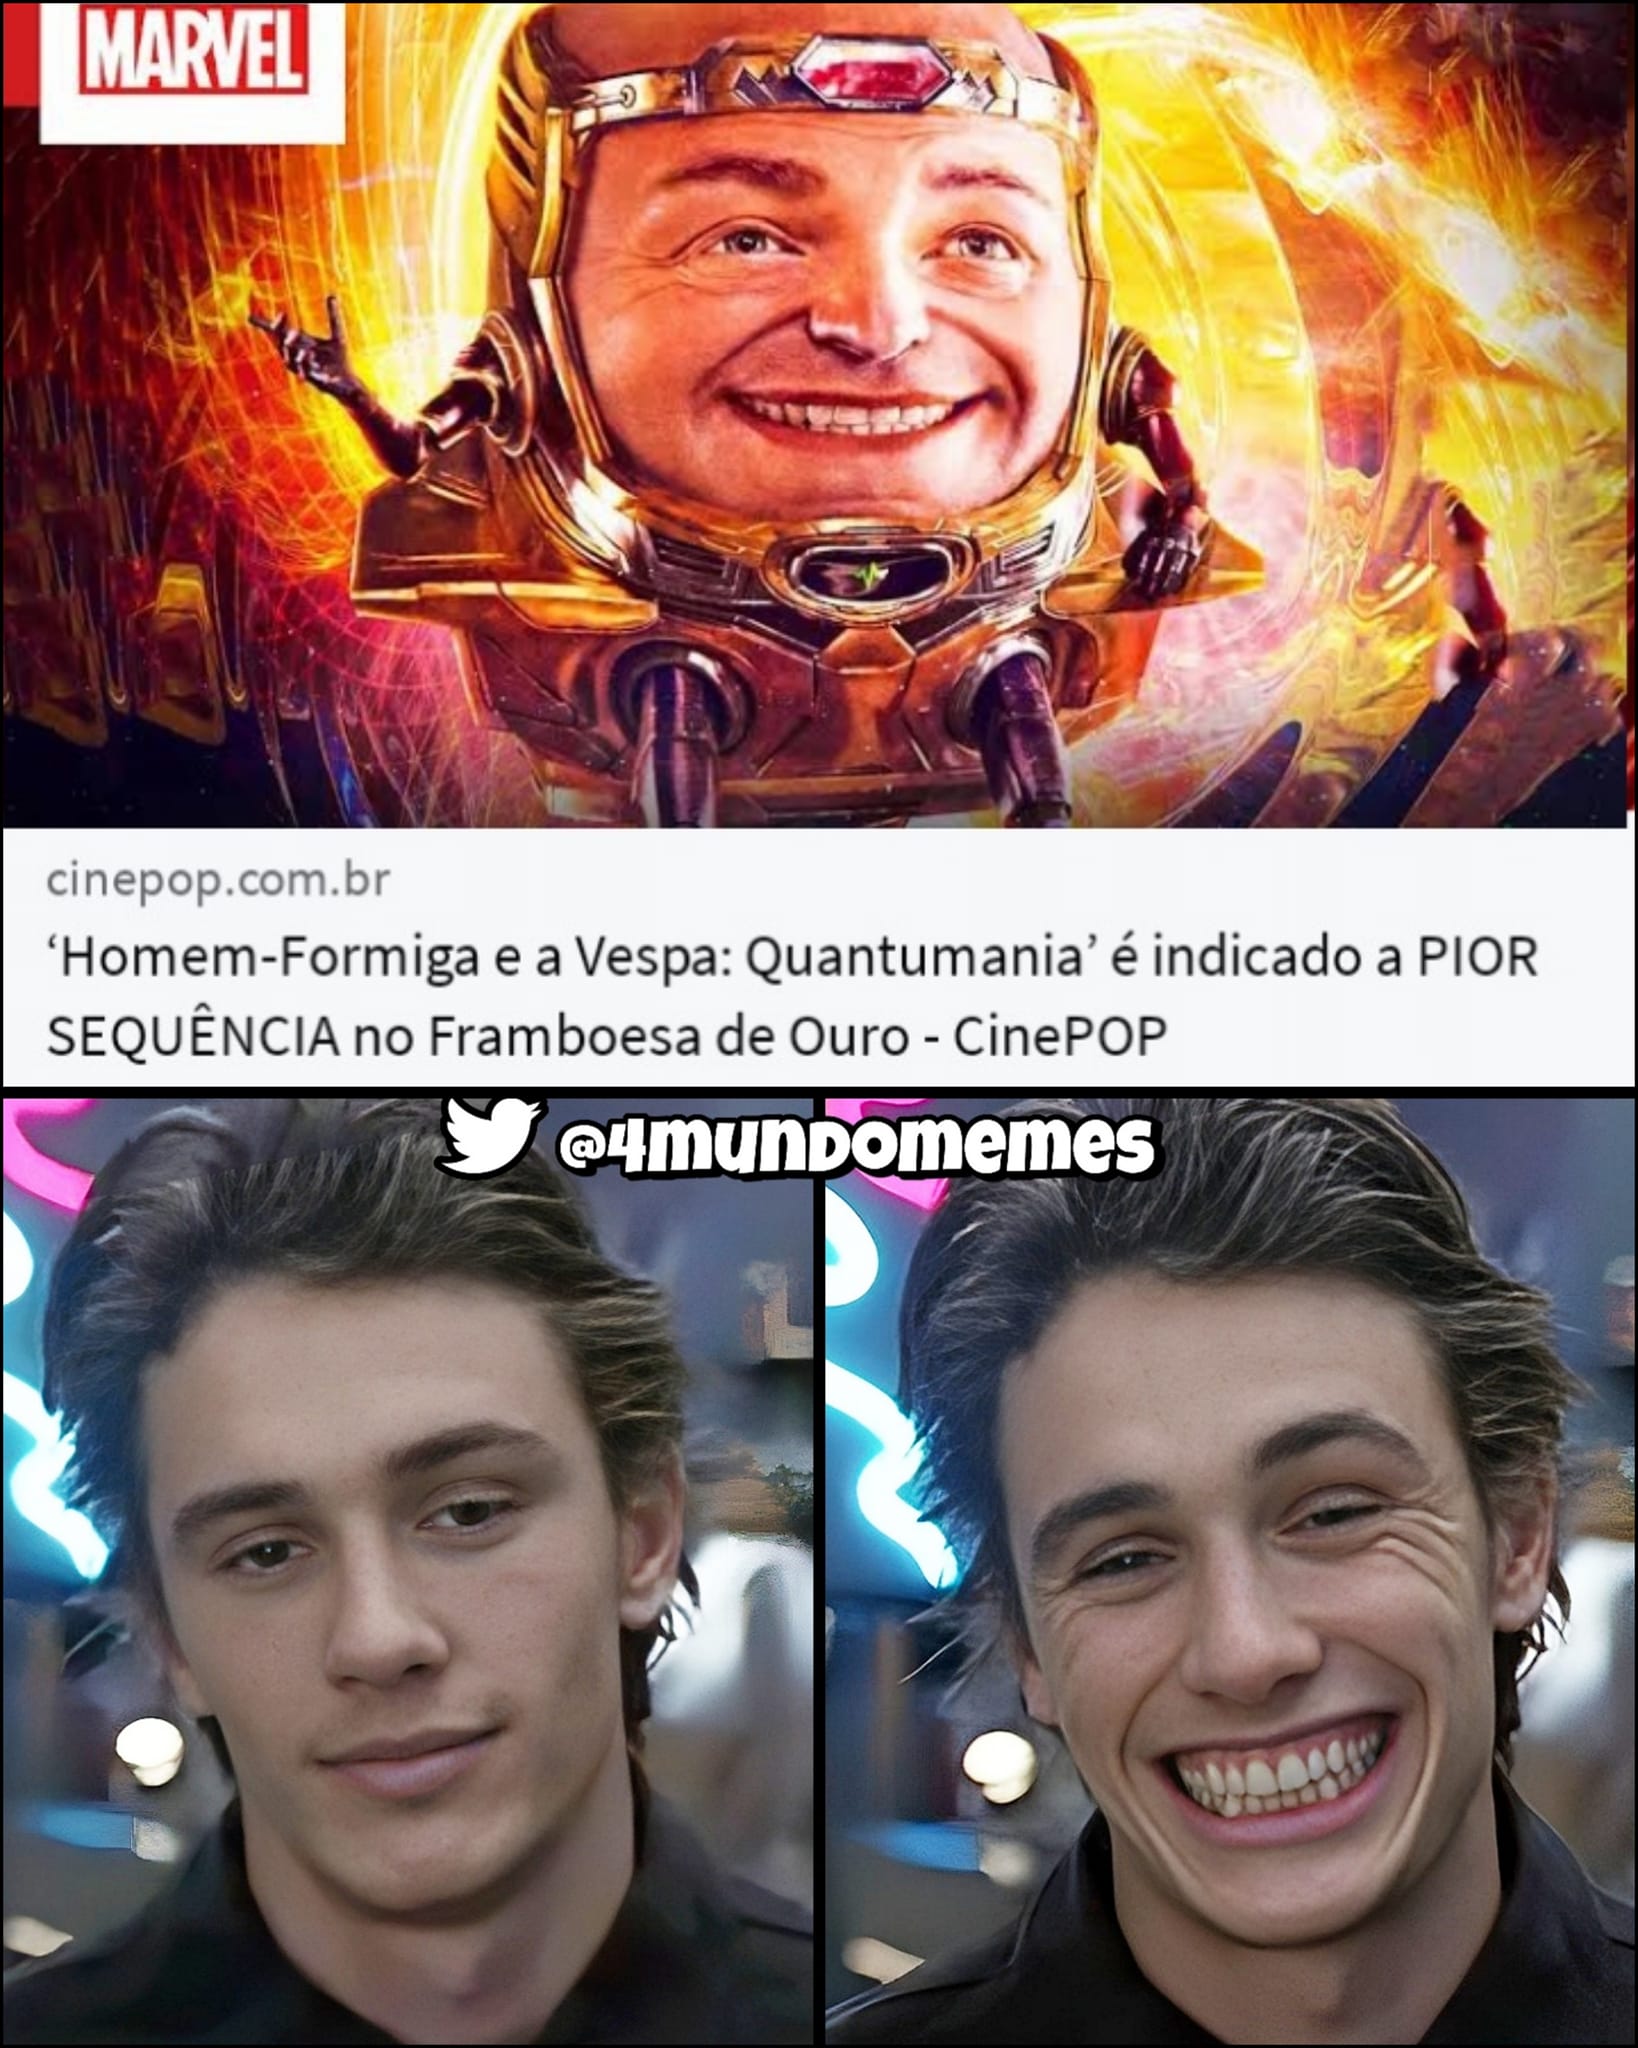 MARVEL
cinepop.com.br
‘Homem-Formiga e a Vespa: Quantumania’ é indicado a PIOR
SEQUÊNCIA no Framboesa de Ouro - CinePOP
@4mundomemes